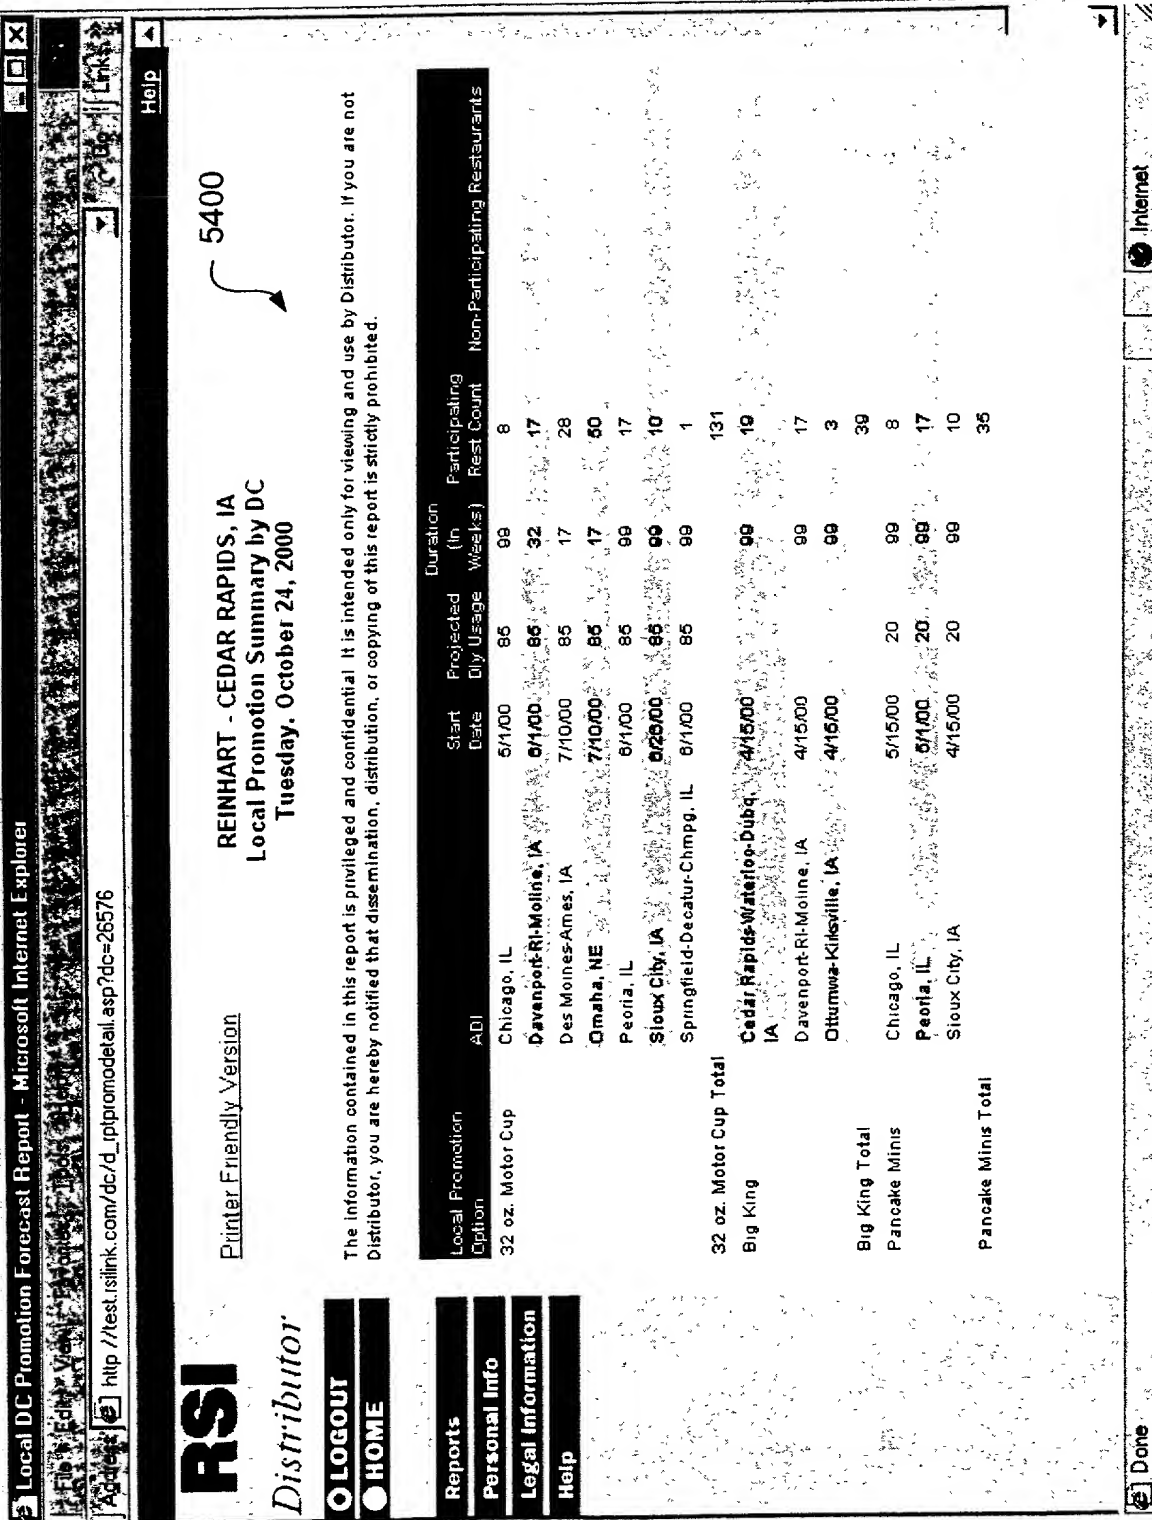 Local DC Promotion Forecast Report - Microsoft Internet Explorer
File Edit View Favorites Tools Help
Address http //test.rsilink.com/dc/d_rptpromodetail.asp?dc=26576 Go Links »
Help
RSI
Distributor
LOGOUT
HOME
Reports
Personal Info
Legal Information
Help
Printer Friendly Version
REINHART - CEDAR RAPIDS, IA
Local Promotion Summary by DC
Tuesday, October 24, 2000
5400
The information contained in this report is privileged and confidential It is intended only for viewing and use by Distributor. If you are not
Distributor, you are hereby notified that dissemination, distribution, or copying of this report is strictly prohibited.
Local Promotion Option ADI Start Date Projected Dly Usage Duration (In Weeks) Participating Rest Count Non-Participating Restaurants
32 oz. Motor Cup Chicago, IL 5/1/00 85 99 8
Davenport-RI-Moline, IA 6/1/00 85 32 17
Des Moines-Ames, IA 7/10/00 85 17 28
Omaha, NE 7/10/00 85 17 50
Peoria, IL 6/1/00 85 99 17
Sioux City, IA 85 99 10
Springfield-Decatur-Chmpg, IL 6/1/00 85 99 1
32 oz. Motor Cup Total 131
Big King Cedar Rapids-Waterloo-Dubq, IA 4/15/00 99 19
Davenport-RI-Moline, IA 4/15/00 99 17
Ottumwa-Kirksville, IA 4/15/00 99 3
Big King Total 39
Pancake Minis Chicago, IL 5/15/00 20 99 8
Peoria, IL 5/1/00 20 99 17
Sioux City, IA 4/15/00 20 99 10
Pancake Minis Total 35
Done Internet